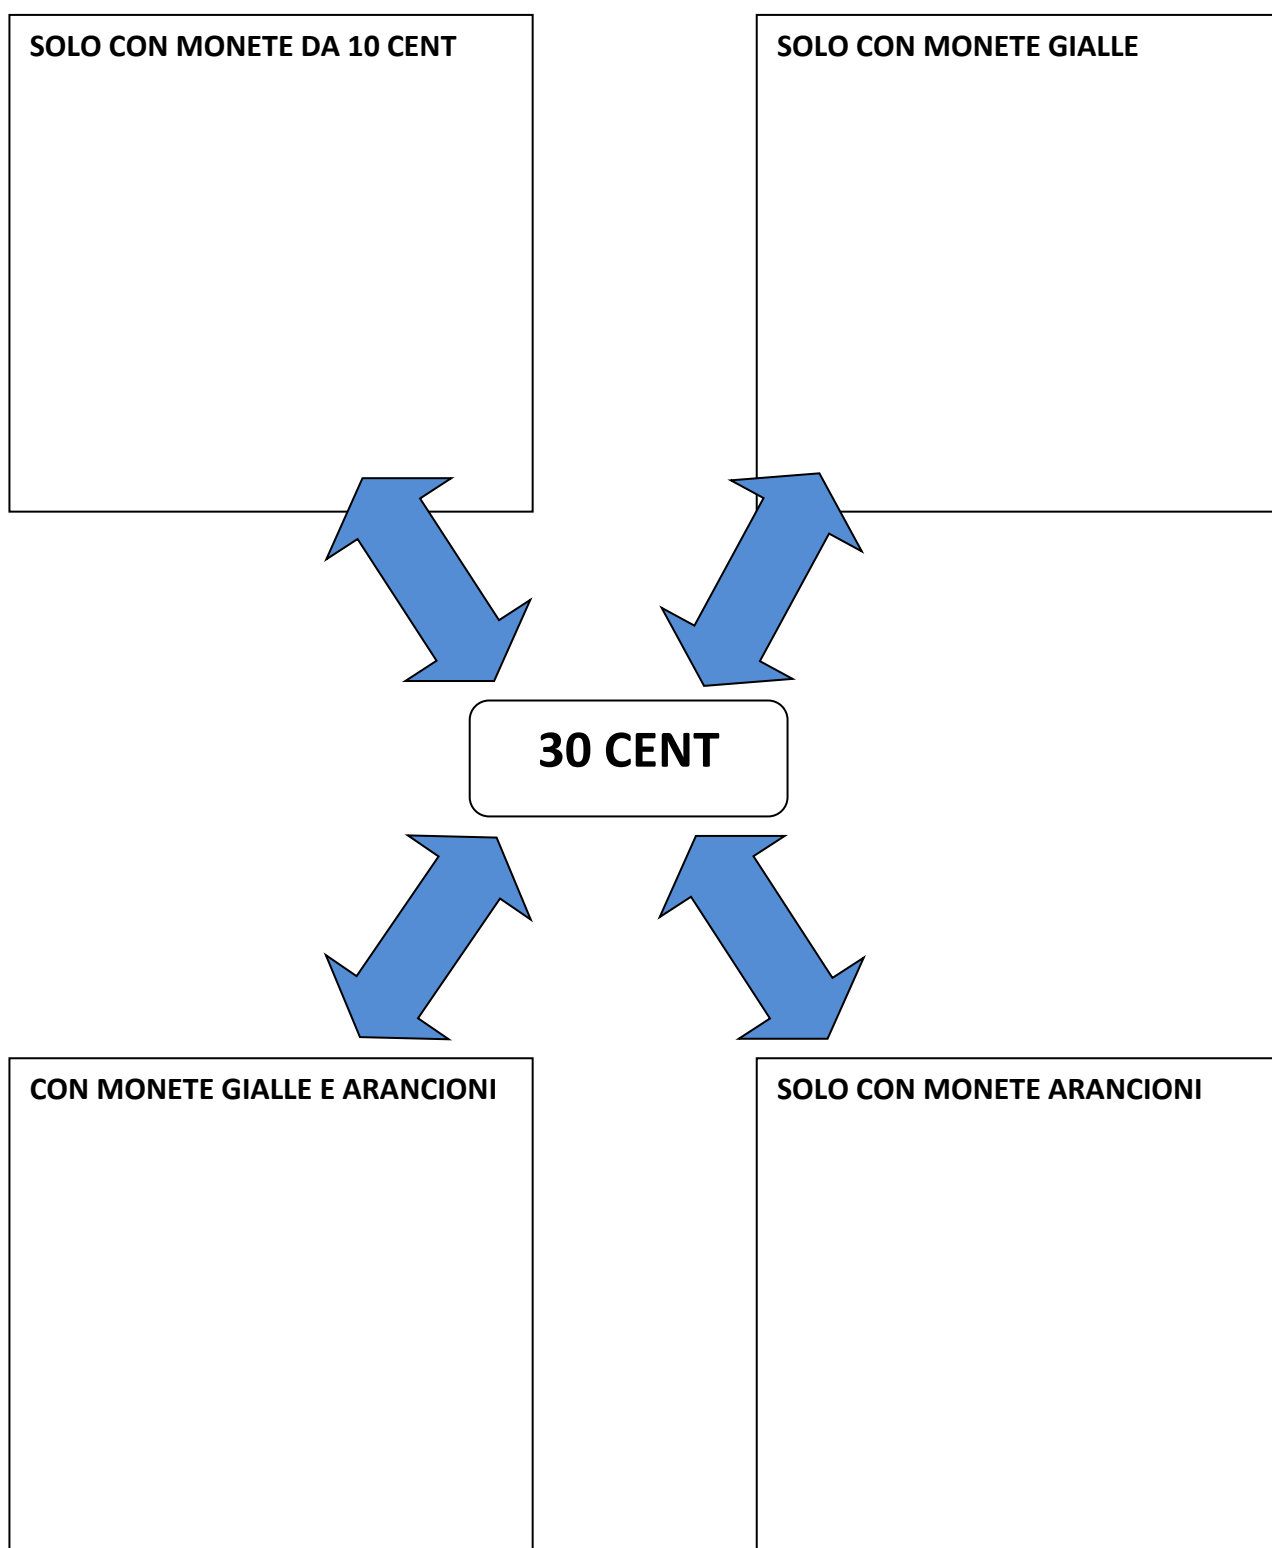 SOLO CON MONETE DA 10 CENT
SOLO CON MONETE GIALLE
30 CENT
CON MONETE GIALLE E ARANCIONI
SOLO CON MONETE ARANCIONI